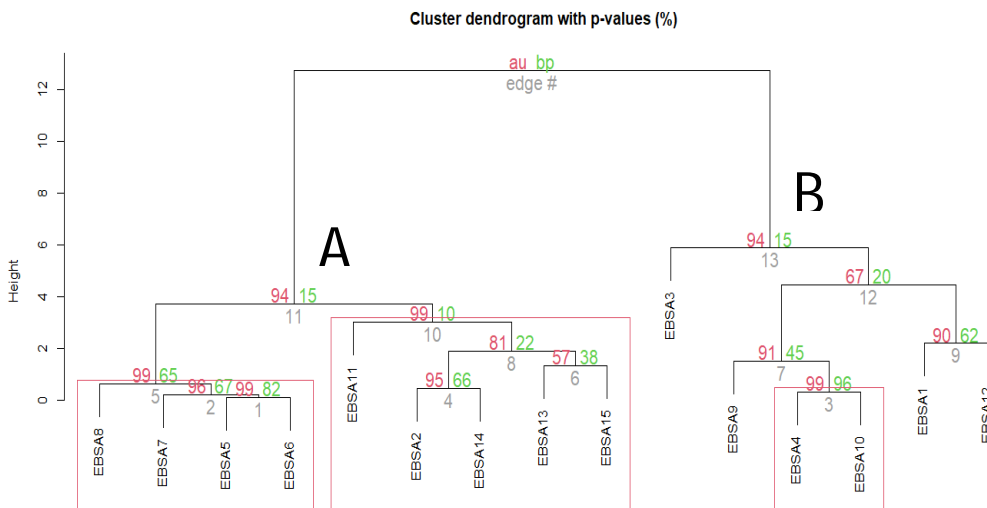 Cluster dendrogram with p-values (%)
au bp
edge #
Height
12
10
8
6
4
2
0
A
B
94 15
13
67 20
12
94 15
11
99 10
10
81 22
8
57 38
6
90 62
9
91 45
7
99 65
5
96 67
2
99 82
1
95 66
4
99 96
3
EBSA8
EBSA7
EBSA5
EBSA6
EBSA11
EBSA2
EBSA14
EBSA13
EBSA15
EBSA3
EBSA9
EBSA4
EBSA10
EBSA1
EBSA12